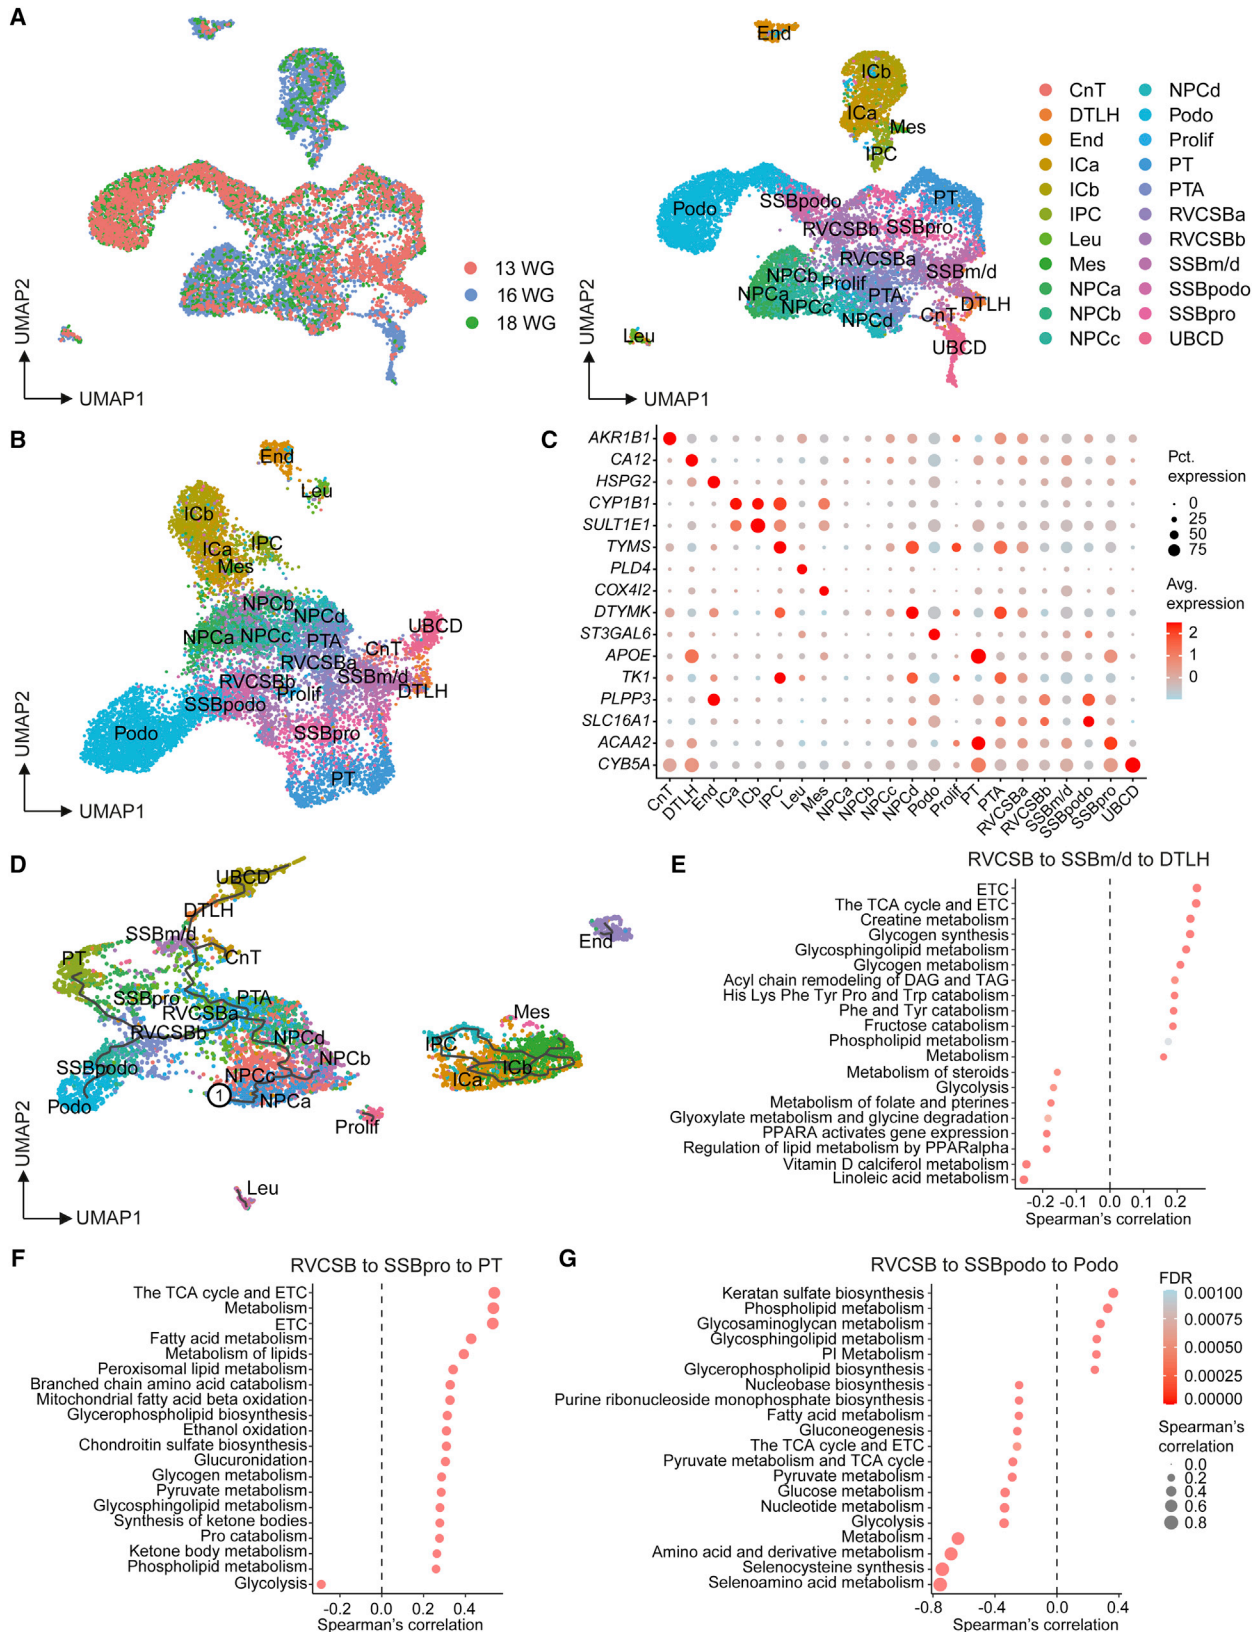 A
UMAP2
UMAP1
13 WG
16 WG
18 WG
UMAP2
UMAP1
End
ICb
ICa
Mes
IPC
Podo
SSBpodo
PT
RVCSBb
SSBpro
RVCSBa
NPCb
Prolif
SSBm/d
NPCa
NPCc
PTA
DTLH
NPCd
CnT
Leu
UBCD
CnT
DTLH
End
ICa
ICb
IPC
Leu
Mes
NPCa
NPCb
NPCc
NPCd
Podo
Prolif
PT
PTA
RVCSBa
RVCSBb
SSBm/d
SSBpodo
SSBpro
UBCD
B
End
Leu
ICb
ICa
IPC
Mes
NPCb
NPCd
UBCD
NPCa
NPCc
PTA
CnT
RVCSBa
RVCSBb
SSBm/d
Prolif
DTLH
SSBpodo
Podo
SSBpro
PT
UMAP2
UMAP1
C
AKR1B1
CA12
HSPG2
CYP1B1
SULT1E1
TYMS
PLD4
COX4I2
DTYMK
ST3GAL6
APOE
TK1
PLPP3
SLC16A1
ACAA2
CYB5A
CnT
DTLH
End
ICa
ICb
IPC
Leu
Mes
NPCa
NPCb
NPCc
NPCd
Podo
Prolif
PT
PTA
RVCSBa
RVCSBb
SSBm/d
SSBpodo
SSBpro
UBCD
Pct.
expression
0
25
50
75
Avg.
expression
2
1
0
D
UBCD
DTLH
SSBm/d
PT
CnT
SSBpro
PTA
RVCSBa
RVCSBb
NPCd
NPCb
SSBpodo
NPCc
1
NPCa
Podo
Prolif
Leu
End
Mes
IPC
ICb
ICa
UMAP2
UMAP1
E
RVCSB to SSBm/d to DTLH
ETC
The TCA cycle and ETC
Creatine metabolism
Glycogen synthesis
Glycosphingolipid metabolism
Glycogen metabolism
Acyl chain remodeling of DAG and TAG
His Lys Phe Tyr Pro and Trp catabolism
Phe and Tyr catabolism
Fructose catabolism
Phospholipid metabolism
Metabolism
Metabolism of steroids
Glycolysis
Metabolism of folate and pterines
Glyoxylate metabolism and glycine degradation
PPARA activates gene expression
Regulation of lipid metabolism by PPARalpha
Vitamin D calciferol metabolism
Linoleic acid metabolism
-0.2 -0.1 0.0 0.1 0.2
Spearman's correlation
F
RVCSB to SSBpro to PT
The TCA cycle and ETC
Metabolism
ETC
Fatty acid metabolism
Metabolism of lipids
Peroxisomal lipid metabolism
Branched chain amino acid catabolism
Mitochondrial fatty acid beta oxidation
Glycerophospholipid biosynthesis
Ethanol oxidation
Chondroitin sulfate biosynthesis
Glucuronidation
Glycogen metabolism
Pyruvate metabolism
Glycosphingolipid metabolism
Synthesis of ketone bodies
Pro catabolism
Ketone body metabolism
Phospholipid metabolism
Glycolysis
-0.2 0.0 0.2 0.4
Spearman's correlation
G
RVCSB to SSBpodo to Podo
Keratan sulfate biosynthesis
Phospholipid metabolism
Glycosaminoglycan metabolism
Glycosphingolipid metabolism
PI Metabolism
Glycerophospholipid biosynthesis
Nucleobase biosynthesis
Purine ribonucleoside monophosphate biosynthesis
Fatty acid metabolism
Gluconeogenesis
The TCA cycle and ETC
Pyruvate metabolism and TCA cycle
Pyruvate metabolism
Glucose metabolism
Nucleotide metabolism
Glycolysis
Metabolism
Amino acid and derivative metabolism
Selenocysteine synthesis
Selenoamino acid metabolism
-0.8 -0.4 0.0 0.4
Spearman's correlation
FDR
0.00100
0.00075
0.00050
0.00025
0.00000
Spearman's
correlation
0.0
0.2
0.4
0.6
0.8